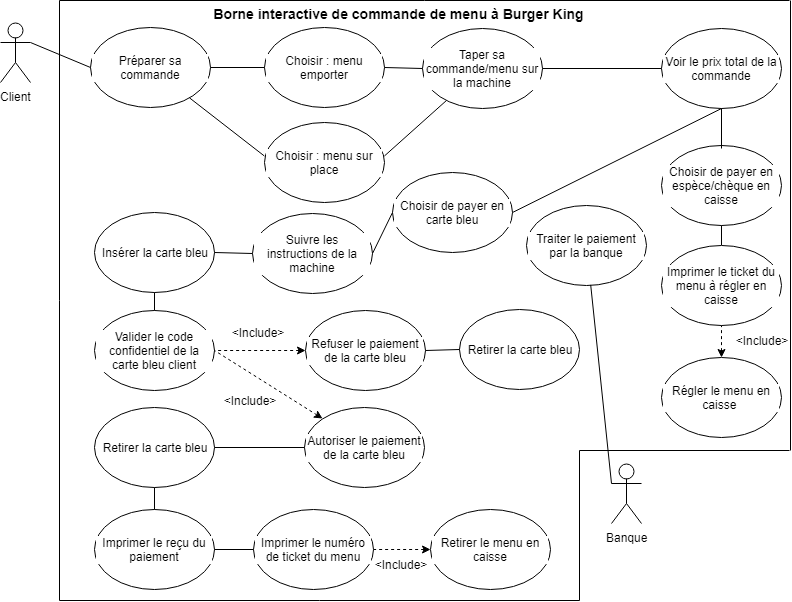 Borne interactive de commande de menu à Burger King
Client
Préparer sa
commande
Choisir : menu
emporter
Taper sa
commande/menu sur
la machine
Voir le prix total de la
commande
Choisir : menu sur
place
Choisir de payer en
espèce/chèque en
caisse
Choisir de payer en
carte bleu
Insérer la carte bleu
Suivre les
instructions de la
machine
Traiter le paiement
par la banque
Imprimer le ticket du
menu à régler en
caisse
Valider le code
confidentiel de la
carte bleu client
<Include>
Refuser le paiement
de la carte bleu
Retirer la carte bleu
<Include>
<Include>
Régler le menu en
caisse
Retirer la carte bleu
Autoriser le paiement
de la carte bleu
Banque
Imprimer le reçu du
paiement
Imprimer le numéro
de ticket du menu
<Include>
Retirer le menu en
caisse